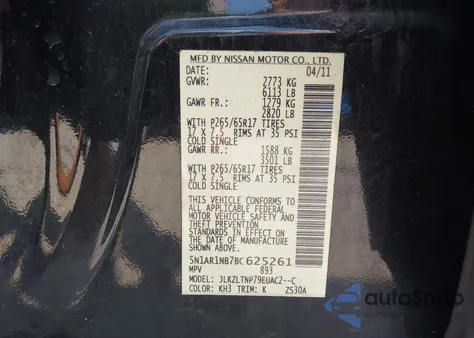 MFD BY NISSAN MOTOR CO., LTD.
DATE: 04/11
GVWR: 2773 KG
6113 LB
GAWR FR.: 1279 KG
2820 LB
WITH P265/65R17 TIRES
17 X 7.5 RIMS AT 35 PSI
COLD SINGLE
GAWR RR.: 1588 KG
3501 LB
WITH P265/65R17 TIRES
17 X 7.5 RIMS AT 35 PSI
COLD SINGLE
THIS VEHICLE CONFORMS TO
ALL APPLICABLE FEDERAL
MOTOR VEHICLE SAFETY AND
THEFT PREVENTION
STANDARDS IN EFFECT ON
THE DATE OF MANUFACTURE
SHOWN ABOVE.
5N1AR1NB7BC625261
MPV 893
MODEL: JLKZLTNP79EUAC2--C
COLOR: KH3 TRIM: K ZS30A
autoSnap